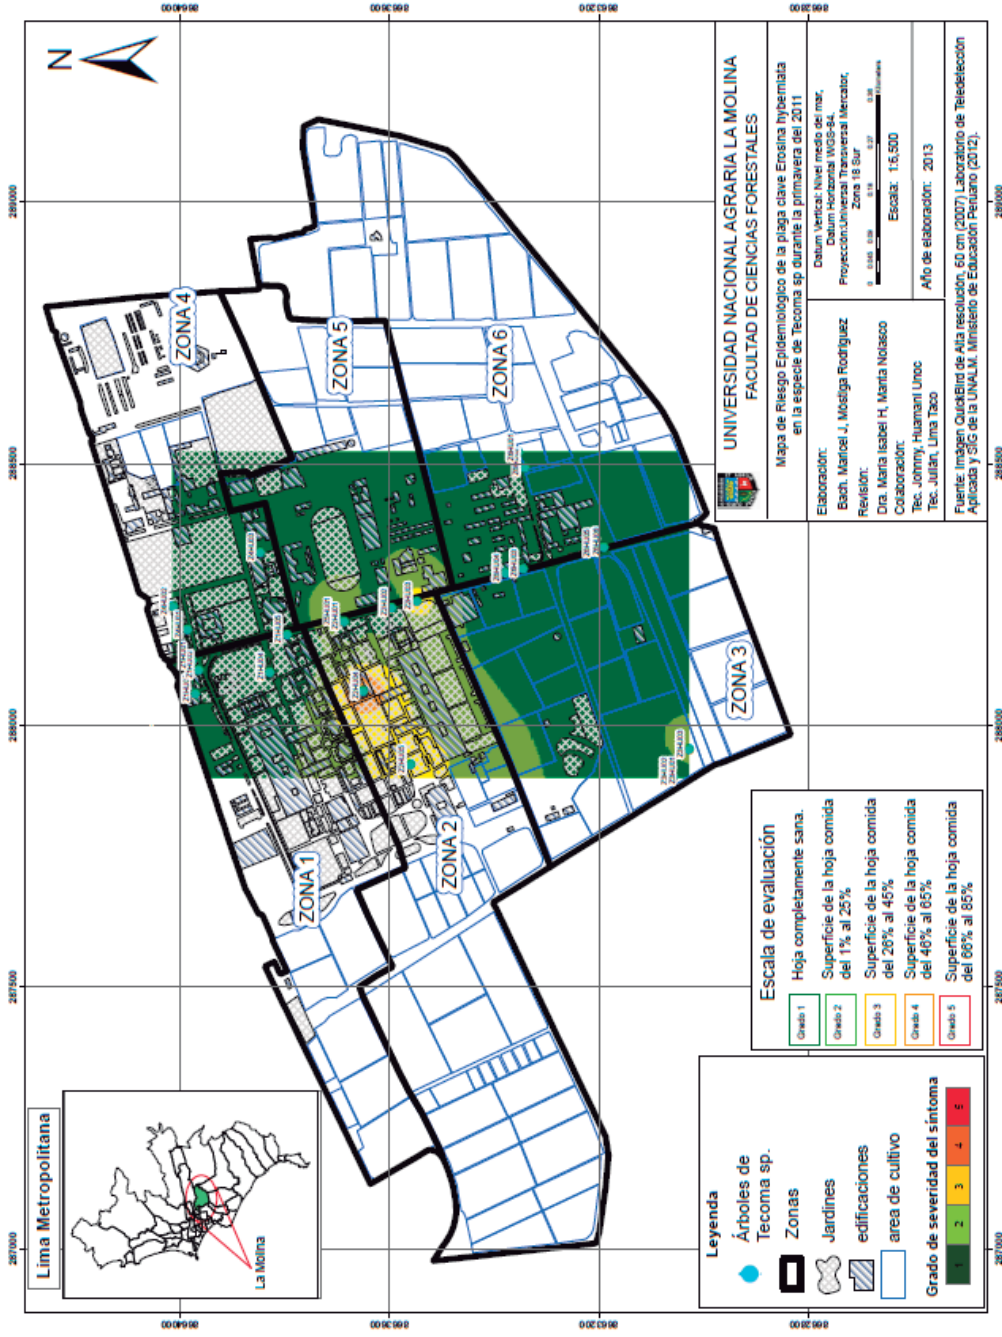 Lima Metropolitana
La Molina
N
287000
287500
288000
288500
289000
287000
287500
288000
288500
289000
ZONA 1
ZONA 2
ZONA 3
ZONA 4
ZONA 5
ZONA 6
Leyenda
Árboles de
Tecoma sp.
Zonas
Jardines
edificaciones
area de cultivo
Grado de severidad del síntoma
1 2 3 4 5
Escala de evaluación
Grado 1 Hoja completamente sana.
Grado 2 Superficie de la hoja comida
del 1% al 25%
Grado 3 Superficie de la hoja comida
del 26% al 45%
Grado 4 Superficie de la hoja comida
del 46% al 65%
Grado 5 Superficie de la hoja comida
del 66% al 85%
UNIVERSIDAD NACIONAL AGRARIA LA MOLINA
FACULTAD DE CIENCIAS FORESTALES
Mapa de Riesgo Epidemiológico de la plaga clave Erosina hyberniata
en la especie de Tecoma sp durante la primavera del 2011
Elaboración:
Bach. Maricel J, Móstiga Rodríguez
Revisión:
Dra. María Isabel H, Manta Nolasco
Colaboración:
Tec. Johnny, Huamaní Unoc
Tec. Julián, Lima Taco
Datum Vertical: Nivel medio del mar,
Datum Horizontal WGS-84.
Proyección:Universal Transversal Mercator,
Zona 18 Sur
Escala: 1:6,500
Año de elaboración: 2013
Fuente: Imágen QuickBird de Alta resolución, 60 cm (2007) Laboratorio de Teledetección
Aplicada y SIG de la UNALM. Ministerio de Educación Peruano (2012).